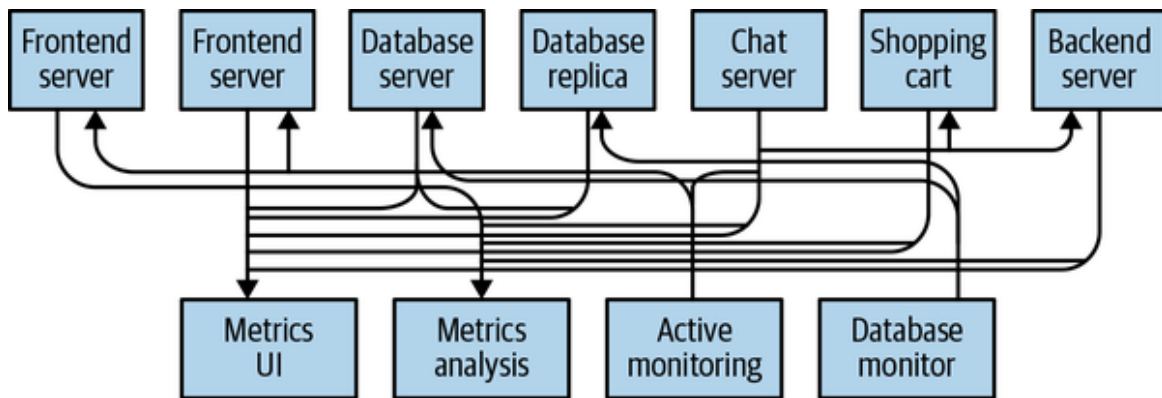 Frontend
server
Frontend
server
Database
server
Database
replica
Chat
server
Shopping
cart
Backend
server
Metrics
UI
Metrics
analysis
Active
monitoring
Database
monitor